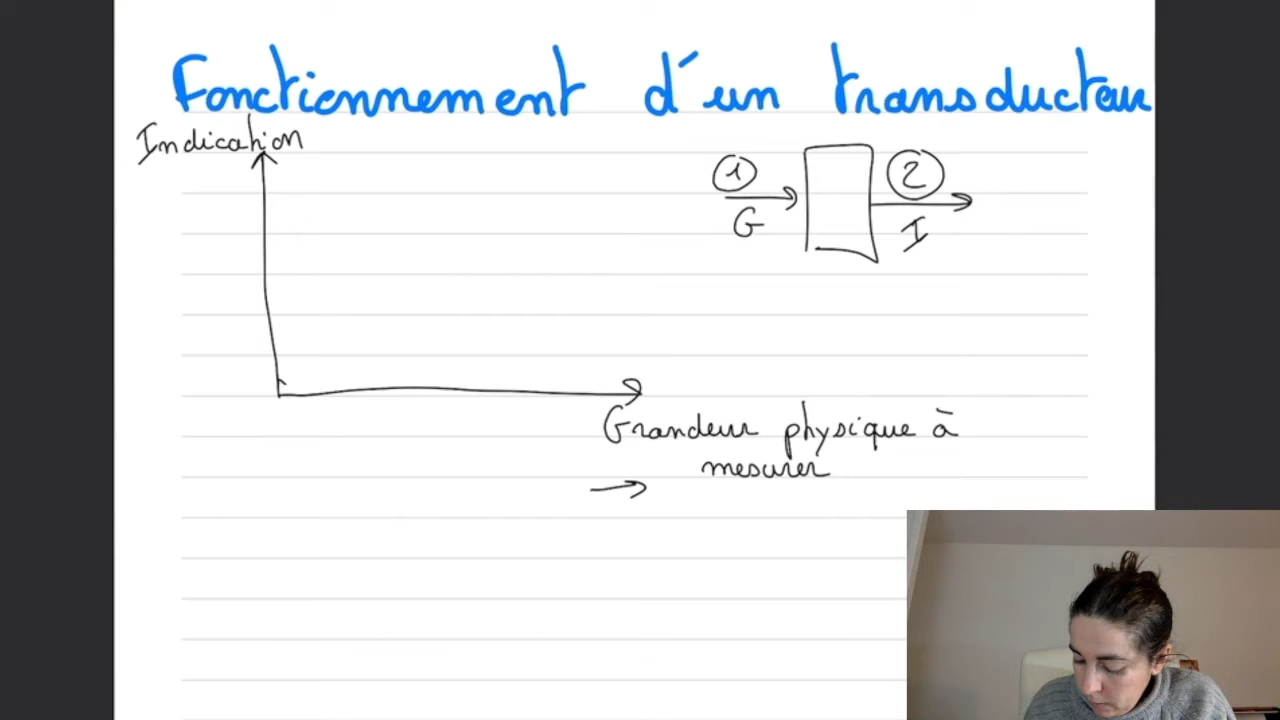 Fonctionnement d'un transducteur
Indication
1
2
G
I
Grandeur physique à
mesurer